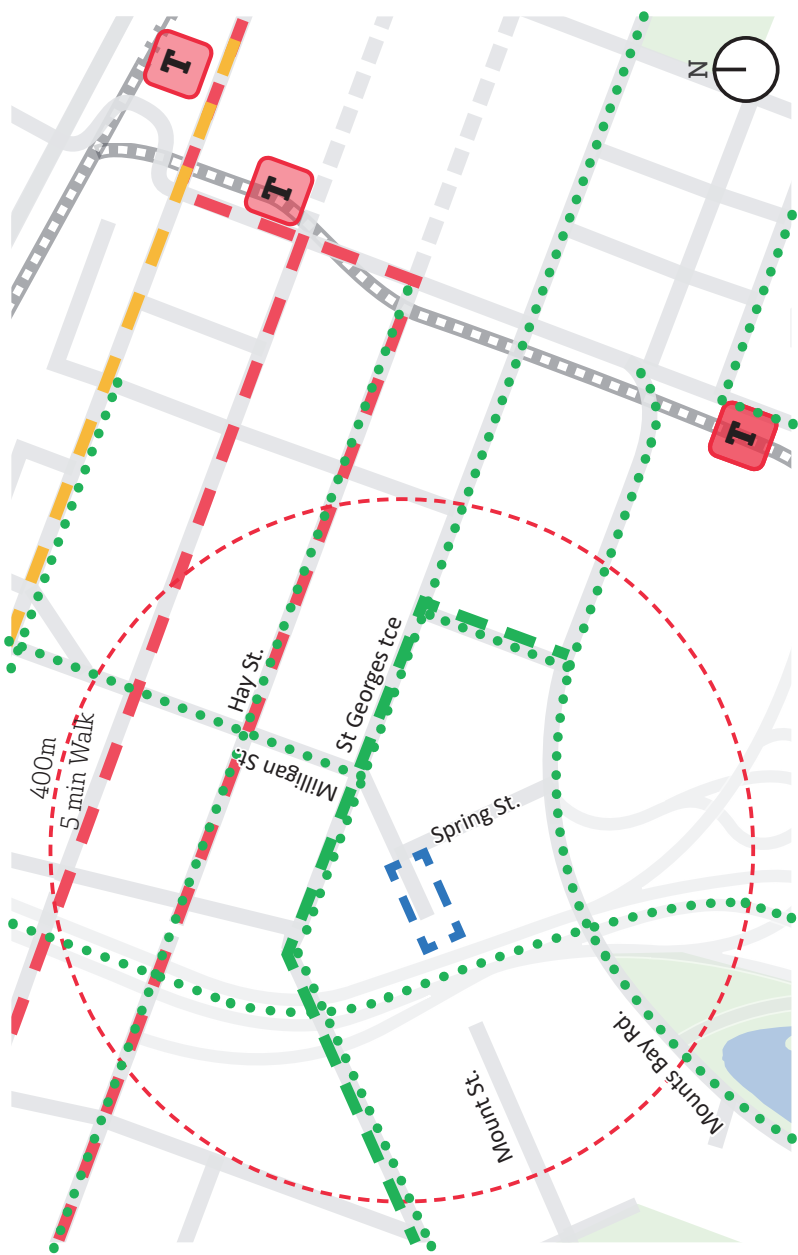 T
N
T
T
St Georges tce
Hay St.
400m
5 min Walk
Milligan St.
Spring St.
Mounts Bay Rd.
Mount St.